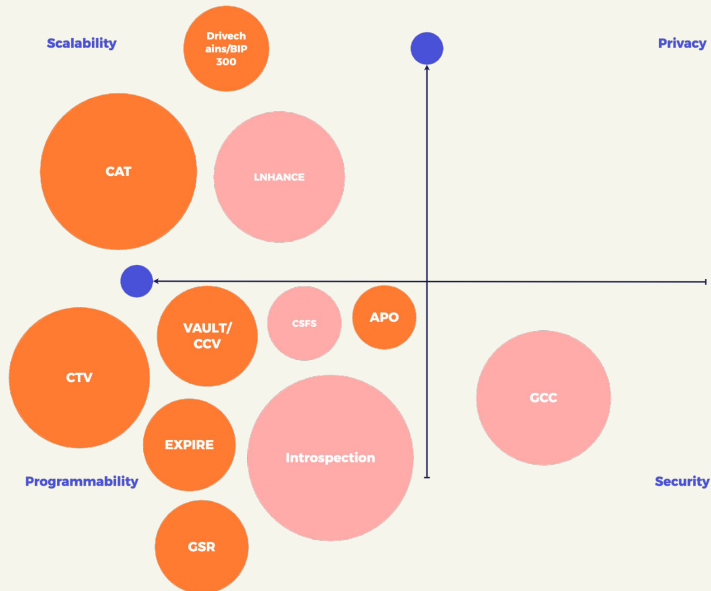 Scalability
Drivech
ains/BIP
300
Privacy
CAT
LNHANCE
VAULT/
CCV
CSFS
APO
CTV
GCC
EXPIRE
Introspection
Programmability
Security
GSR